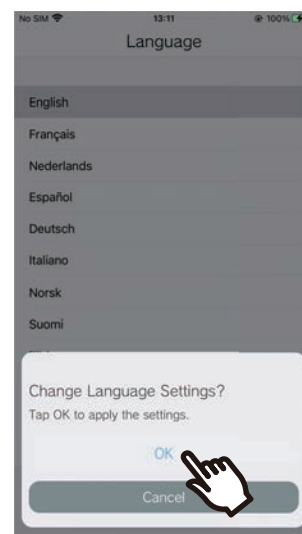 No SIM 13:11 100%
Language
English
Français
Nederlands
Español
Deutsch
Italiano
Norsk
Suomi
Change Language Settings?
Tap OK to apply the settings.
OK
Cancel